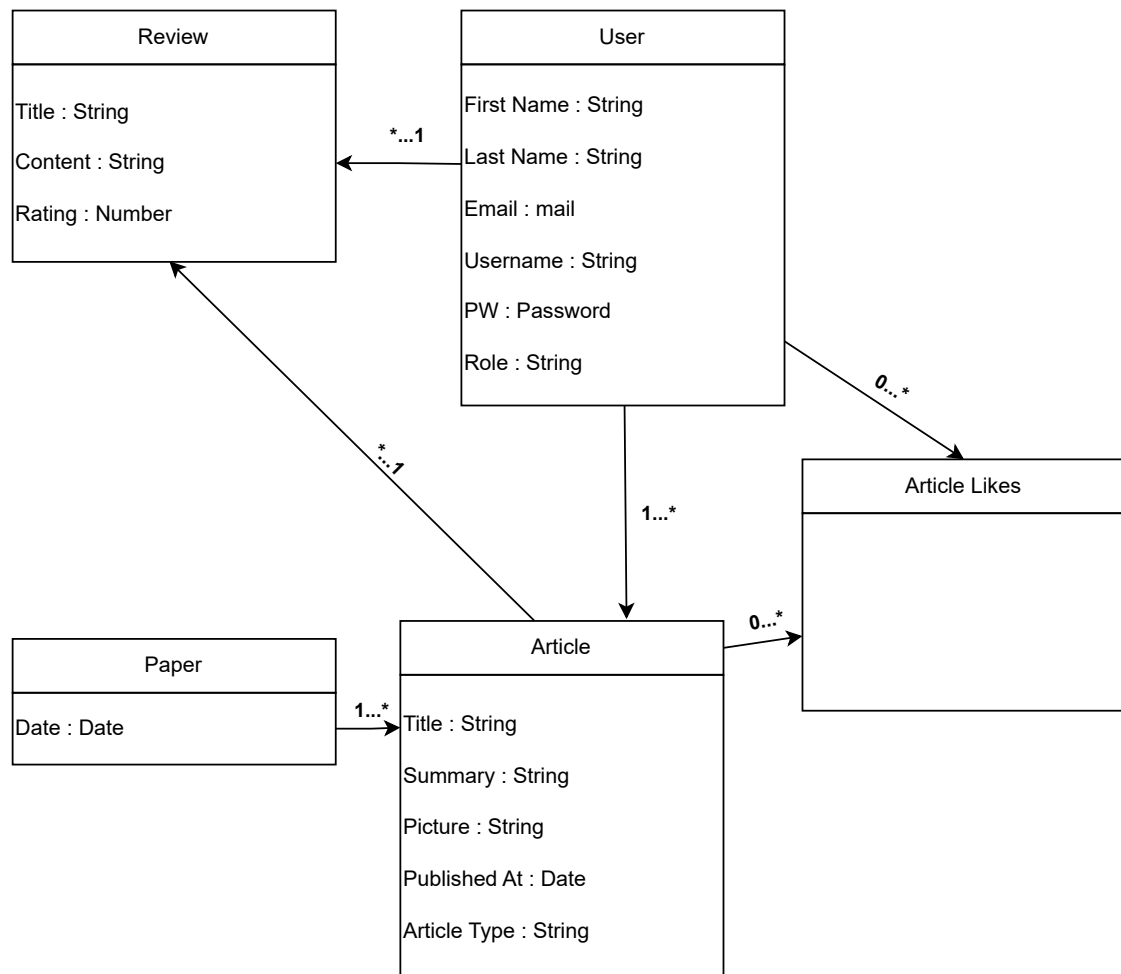 Review
Title : String
Content : String
Rating : Number
*...1
User
First Name : String
Last Name : String
Email : mail
Username : String
PW : Password
Role : String
0...*
*...1
1...*
Article Likes
0...*
Paper
Date : Date
1...*
Article
Title : String
Summary : String
Picture : String
Published At : Date
Article Type : String